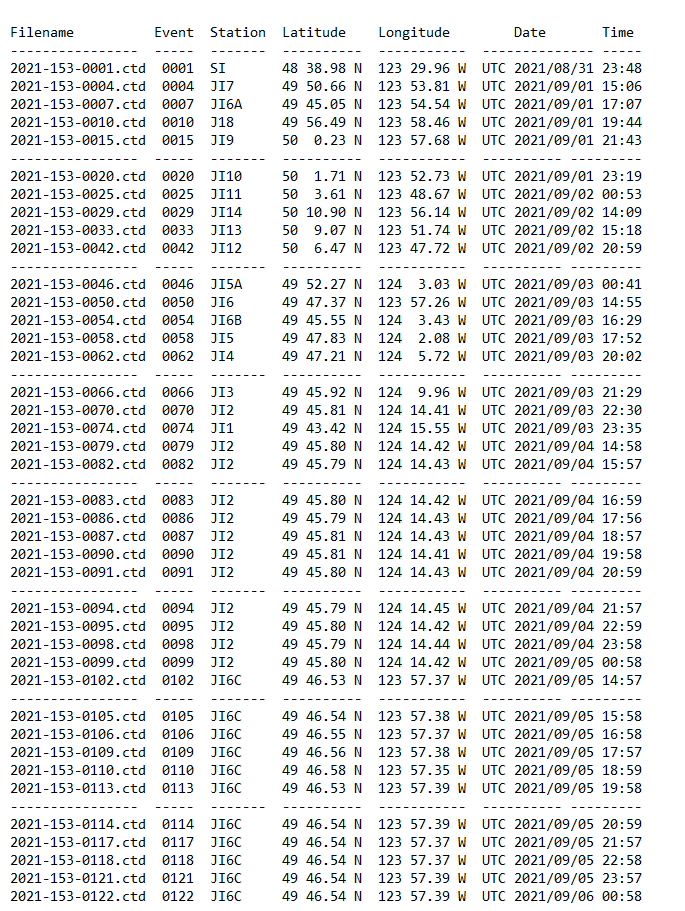 Filename          Event  Station  Latitude    Longitude        Date       Time
----------------  -----  -------  ----------  -----------  ---------- ---------
2021-153-0001.ctd  0001  SI       48 38.98 N  123 29.96 W  UTC 2021/08/31 23:48
2021-153-0004.ctd  0004  JI7      49 50.66 N  123 53.81 W  UTC 2021/09/01 15:06
2021-153-0007.ctd  0007  JI6A     49 45.05 N  123 54.54 W  UTC 2021/09/01 17:07
2021-153-0010.ctd  0010  J18      49 56.49 N  123 58.46 W  UTC 2021/09/01 19:44
2021-153-0015.ctd  0015  JI9      50  0.23 N  123 57.68 W  UTC 2021/09/01 21:43
----------------  -----  -------  ----------  -----------  ---------- ---------
2021-153-0020.ctd  0020  JI10     50  1.71 N  123 52.73 W  UTC 2021/09/01 23:19
2021-153-0025.ctd  0025  JI11     50  3.61 N  123 48.67 W  UTC 2021/09/02 00:53
2021-153-0029.ctd  0029  JI14     50 10.90 N  123 56.14 W  UTC 2021/09/02 14:09
2021-153-0033.ctd  0033  JI13     50  9.07 N  123 51.74 W  UTC 2021/09/02 15:18
2021-153-0042.ctd  0042  JI12     50  6.47 N  123 47.72 W  UTC 2021/09/02 20:59
----------------  -----  -------  ----------  -----------  ---------- ---------
2021-153-0046.ctd  0046  JI5A     49 52.27 N  124  3.03 W  UTC 2021/09/03 00:41
2021-153-0050.ctd  0050  JI6      49 47.37 N  123 57.26 W  UTC 2021/09/03 14:55
2021-153-0054.ctd  0054  JI6B     49 45.55 N  124  3.43 W  UTC 2021/09/03 16:29
2021-153-0058.ctd  0058  JI5      49 47.83 N  124  2.08 W  UTC 2021/09/03 17:52
2021-153-0062.ctd  0062  JI4      49 47.21 N  124  5.72 W  UTC 2021/09/03 20:02
----------------  -----  -------  ----------  -----------  ---------- ---------
2021-153-0066.ctd  0066  JI3      49 45.92 N  124  9.96 W  UTC 2021/09/03 21:29
2021-153-0070.ctd  0070  JI2      49 45.81 N  124 14.41 W  UTC 2021/09/03 22:30
2021-153-0074.ctd  0074  JI1      49 43.42 N  124 15.55 W  UTC 2021/09/03 23:35
2021-153-0079.ctd  0079  JI2      49 45.80 N  124 14.42 W  UTC 2021/09/04 14:58
2021-153-0082.ctd  0082  JI2      49 45.79 N  124 14.43 W  UTC 2021/09/04 15:57
----------------  -----  -------  ----------  -----------  ---------- ---------
2021-153-0083.ctd  0083  JI2      49 45.80 N  124 14.42 W  UTC 2021/09/04 16:59
2021-153-0086.ctd  0086  JI2      49 45.79 N  124 14.43 W  UTC 2021/09/04 17:56
2021-153-0087.ctd  0087  JI2      49 45.81 N  124 14.43 W  UTC 2021/09/04 18:57
2021-153-0090.ctd  0090  JI2      49 45.81 N  124 14.41 W  UTC 2021/09/04 19:58
2021-153-0091.ctd  0091  JI2      49 45.80 N  124 14.43 W  UTC 2021/09/04 20:59
----------------  -----  -------  ----------  -----------  ---------- ---------
2021-153-0094.ctd  0094  JI2      49 45.79 N  124 14.45 W  UTC 2021/09/04 21:57
2021-153-0095.ctd  0095  JI2      49 45.80 N  124 14.42 W  UTC 2021/09/04 22:59
2021-153-0098.ctd  0098  JI2      49 45.79 N  124 14.44 W  UTC 2021/09/04 23:58
2021-153-0099.ctd  0099  JI2      49 45.80 N  124 14.42 W  UTC 2021/09/05 00:58
2021-153-0102.ctd  0102  JI6C     49 46.53 N  123 57.37 W  UTC 2021/09/05 14:57
----------------  -----  -------  ----------  -----------  ---------- ---------
2021-153-0105.ctd  0105  JI6C     49 46.54 N  123 57.38 W  UTC 2021/09/05 15:58
2021-153-0106.ctd  0106  JI6C     49 46.55 N  123 57.37 W  UTC 2021/09/05 16:58
2021-153-0109.ctd  0109  JI6C     49 46.56 N  123 57.38 W  UTC 2021/09/05 17:57
2021-153-0110.ctd  0110  JI6C     49 46.58 N  123 57.35 W  UTC 2021/09/05 18:59
2021-153-0113.ctd  0113  JI6C     49 46.53 N  123 57.39 W  UTC 2021/09/05 19:58
----------------  -----  -------  ----------  -----------  ---------- ---------
2021-153-0114.ctd  0114  JI6C     49 46.54 N  123 57.39 W  UTC 2021/09/05 20:59
2021-153-0117.ctd  0117  JI6C     49 46.54 N  123 57.37 W  UTC 2021/09/05 21:57
2021-153-0118.ctd  0118  JI6C     49 46.54 N  123 57.37 W  UTC 2021/09/05 22:58
2021-153-0121.ctd  0121  JI6C     49 46.54 N  123 57.39 W  UTC 2021/09/05 23:57
2021-153-0122.ctd  0122  JI6C     49 46.54 N  123 57.39 W  UTC 2021/09/06 00:58